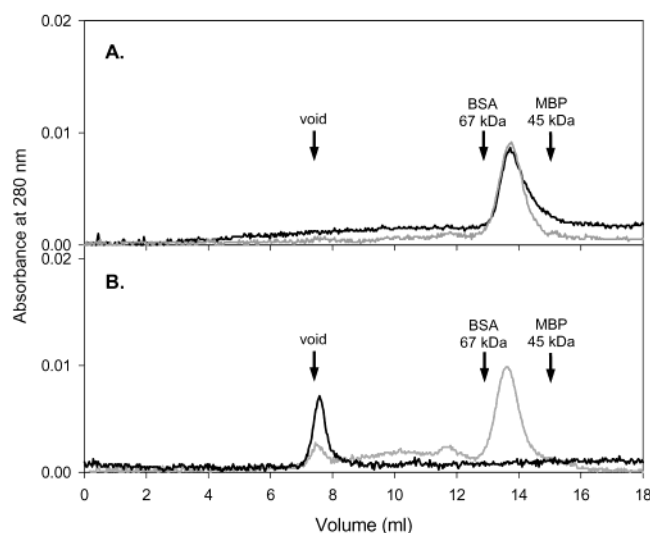 0.02
A.
void
BSA
67 kDa
MBP
45 kDa
0.01
0.00
Absorbance at 280 nm
0.02
B.
void
BSA
67 kDa
MBP
45 kDa
0.01
0.00
0 2 4 6 8 10 12 14 16 18
Volume (ml)